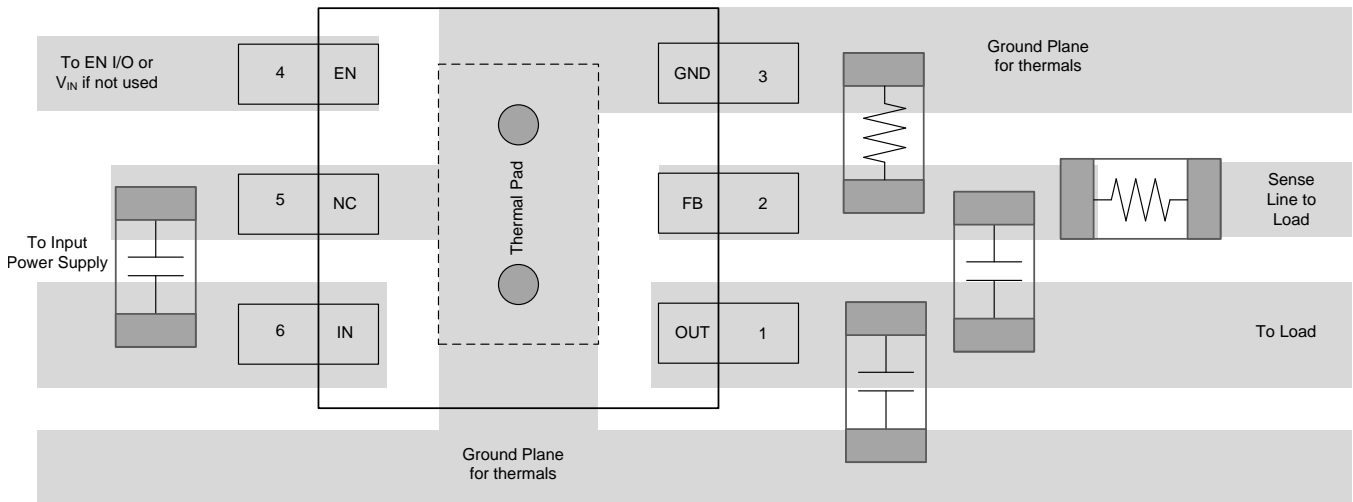 To EN I/O or
VIN if not used
4
EN
GND
3
Ground Plane
for thermals
5
NC
Thermal Pad
FB
2
Sense
Line to
Load
To Input
Power Supply
6
IN
OUT
1
To Load
Ground Plane
for thermals